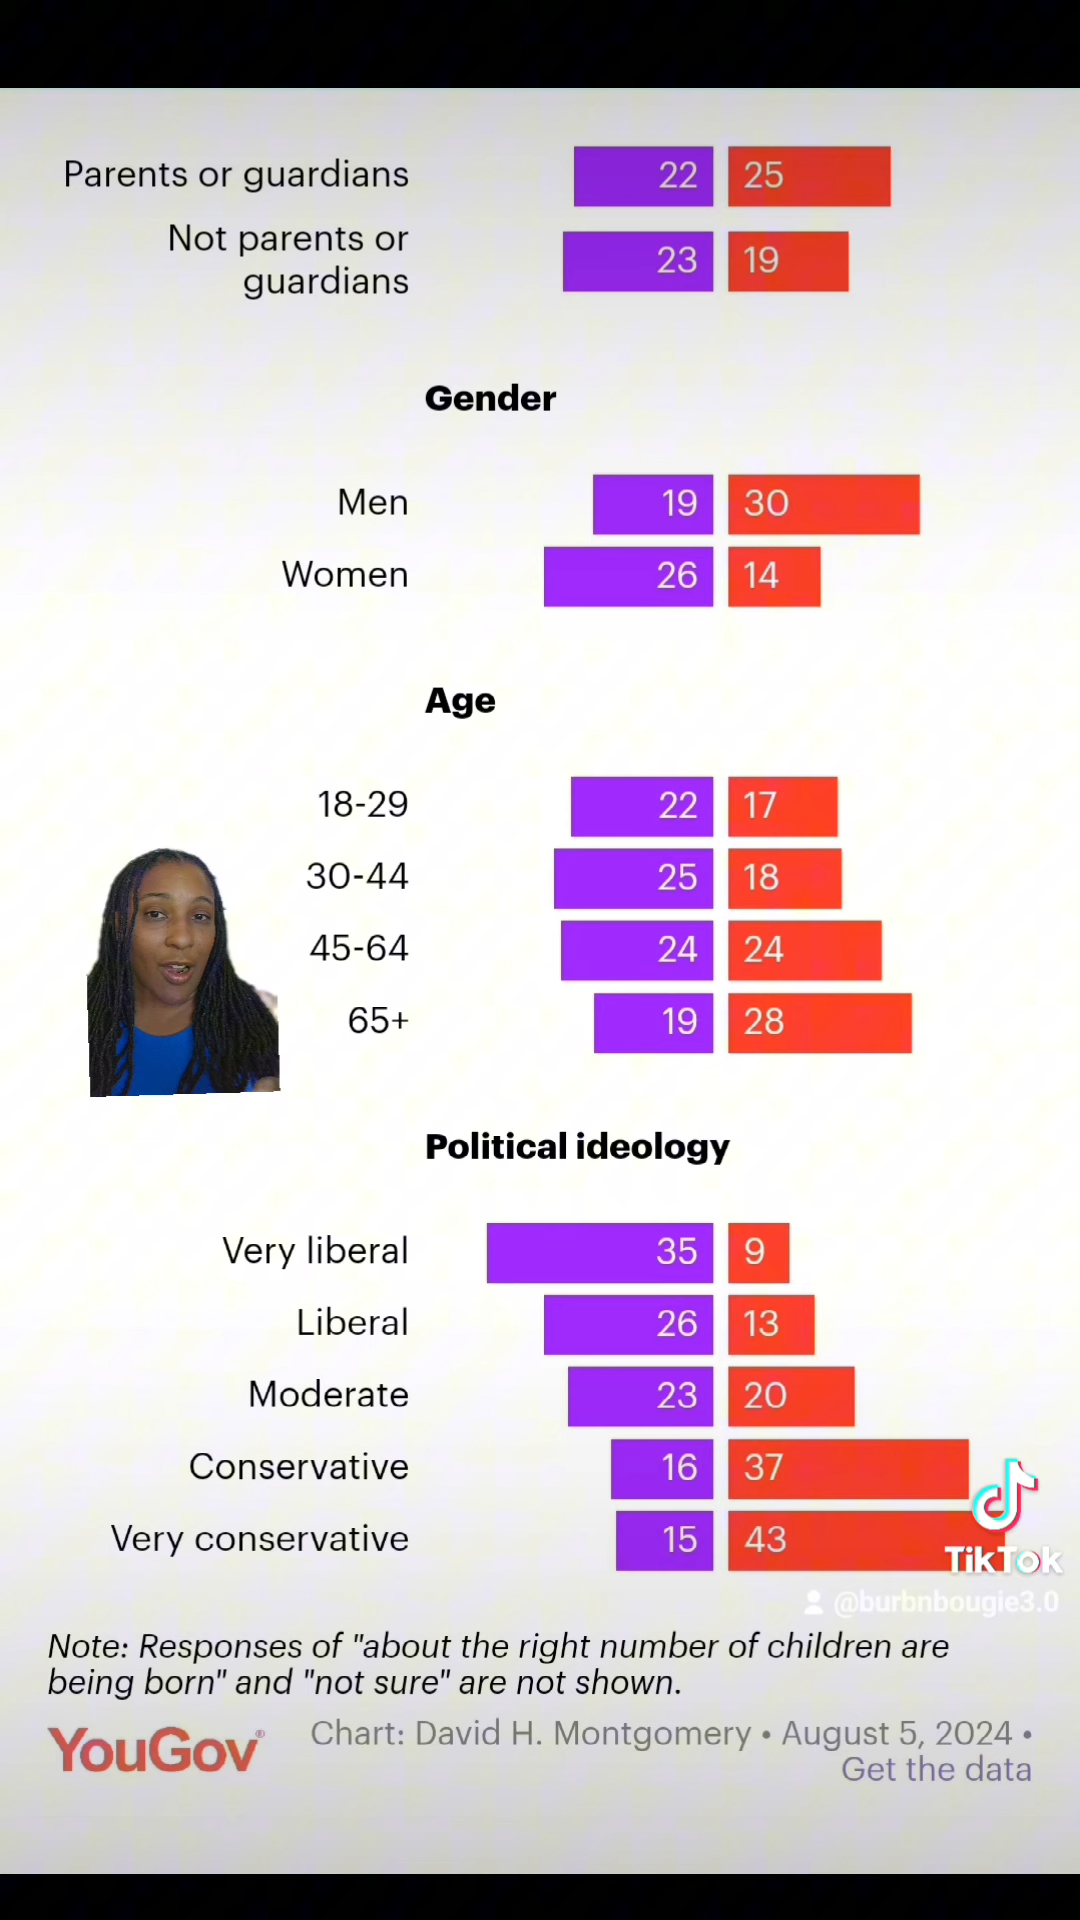 Parents or guardians 22 25
Not parents or
guardians 23 19
Gender
Men 19 30
Women 26 14
Age
18-29 22 17
30-44 25 18
45-64 24 24
65+ 19 28
Political ideology
Very liberal 35 9
Liberal 26 13
Moderate 23 20
Conservative 16 37
Very conservative 15 43
TikTok
@burbnbougie3.0
Note: Responses of "about the right number of children are
being born" and "not sure" are not shown.
YouGov® Chart: David H. Montgomery • August 5, 2024 •
Get the data